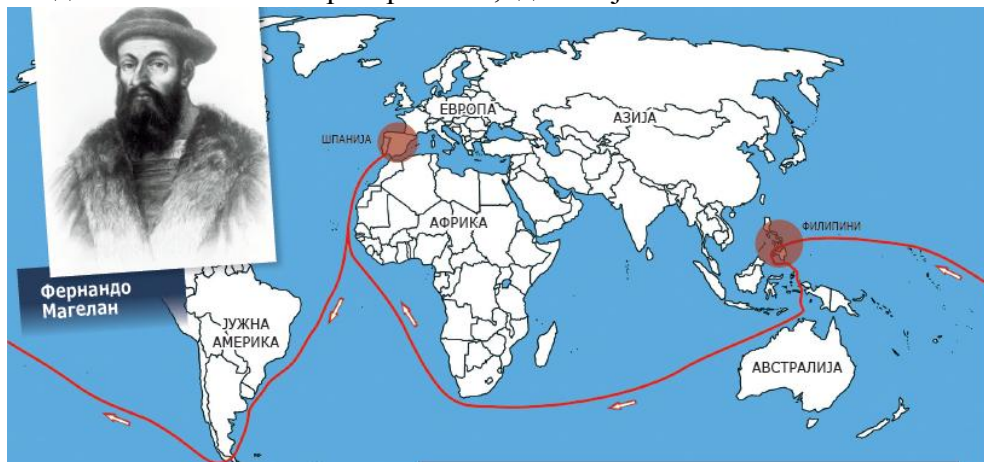 ЕВРОПА
АЗИЈА
ШПАНИЈА
АФРИКА
ФИЛИПИНИ
Фернандо
Магелан
ЈУЖНА
АМЕРИКА
АВСТРАЛИЈА